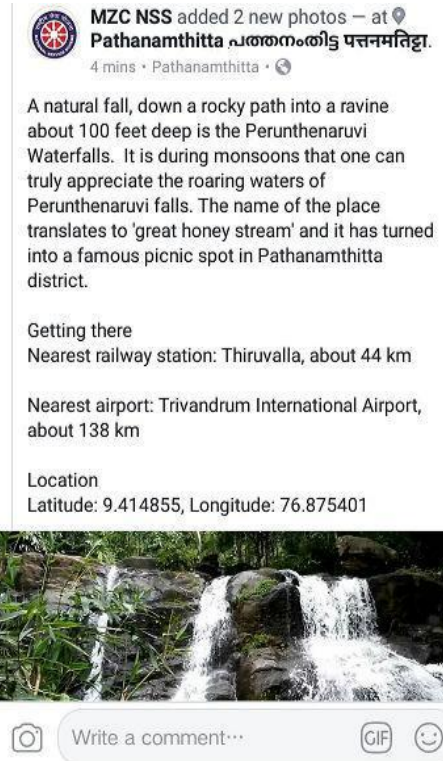 MZC NSS added 2 new photos — at
Pathanamthitta പത്തനംതിട്ട पत्तनमतिट्टा.
4 mins · Pathanamthitta ·
A natural fall, down a rocky path into a ravine
about 100 feet deep is the Perunthenaruvi
Waterfalls. It is during monsoons that one can
truly appreciate the roaring waters of
Perunthenaruvi falls. The name of the place
translates to 'great honey stream' and it has turned
into a famous picnic spot in Pathanamthitta
district.
Getting there
Nearest railway station: Thiruvalla, about 44 km
Nearest airport: Trivandrum International Airport,
about 138 km
Location
Latitude: 9.414855, Longitude: 76.875401
Write a comment···
GIF